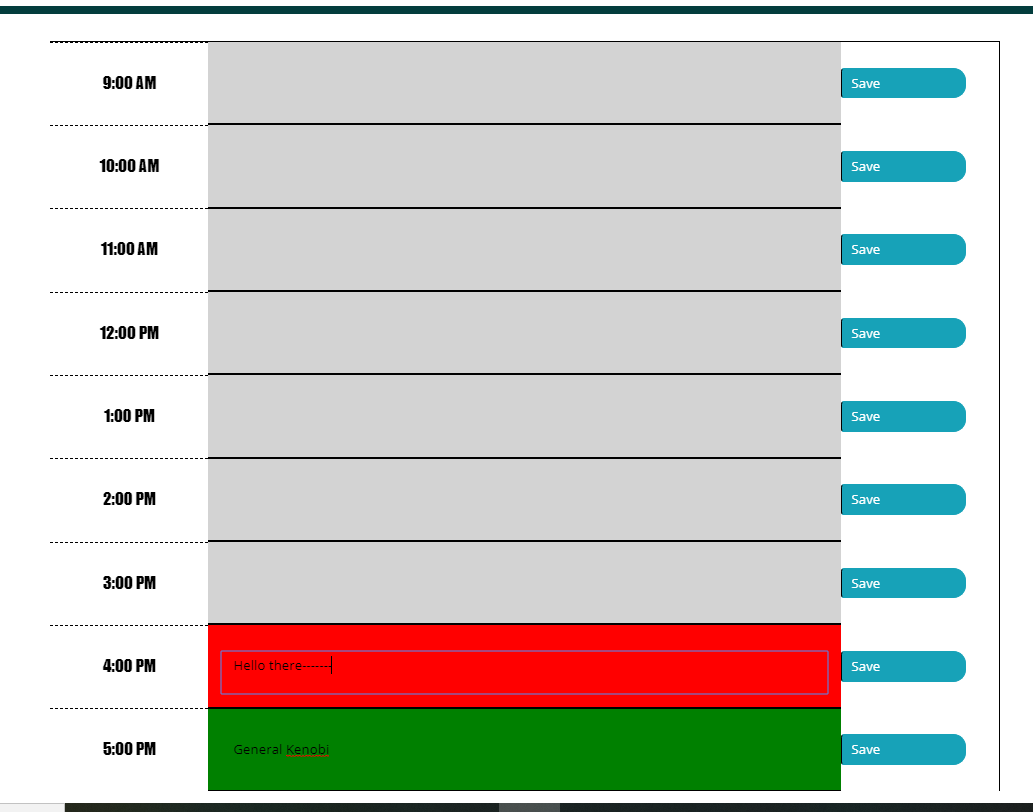 9:00 AM Save
10:00 AM Save
11:00 AM Save
12:00 PM Save
1:00 PM Save
2:00 PM Save
3:00 PM Save
4:00 PM Hello there------- Save
5:00 PM General Kenobi Save